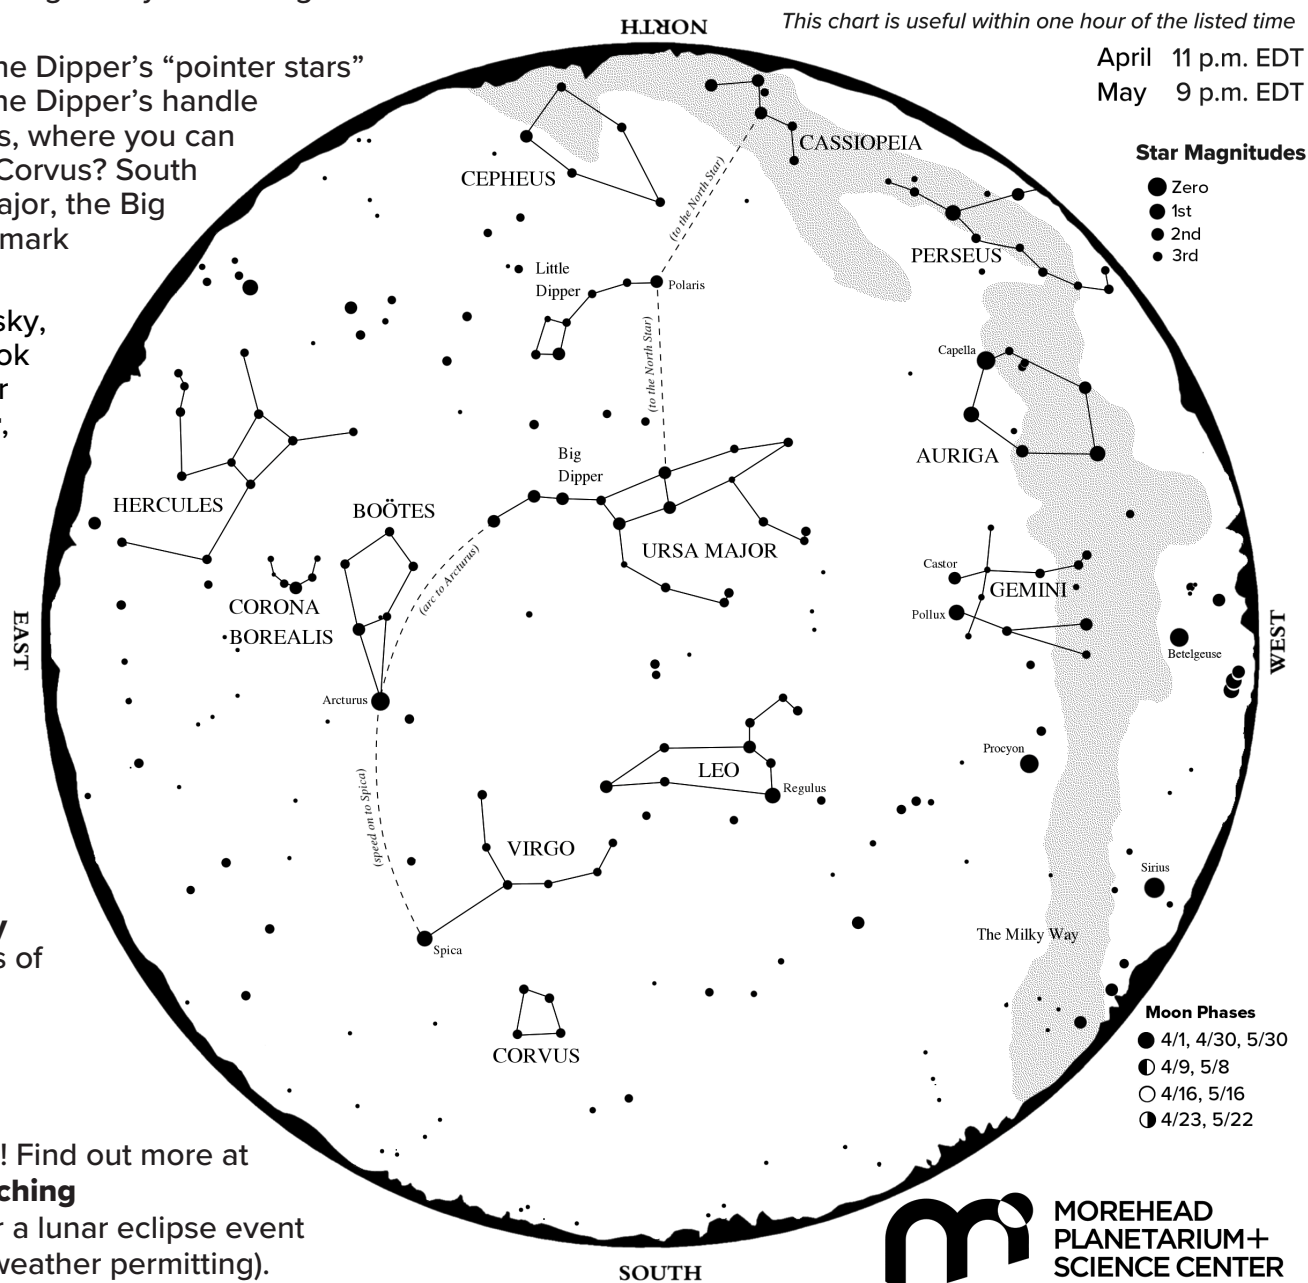 NORTH
This chart is useful within one hour of the listed time
April 11 p.m. EDT
May 9 p.m. EDT
Star Magnitudes
Zero
1st
2nd
3rd
Dipper’s “pointer stars”
Dipper’s handle
where you can
Corvus? South
the Big
mark
sky,
CASSIOPEIA
CEPHEUS
(to the North Star)
PERSEUS
Little
Dipper
Polaris
(to the North Star)
Capella
AURIGA
Big
Dipper
HERCULES
BOÖTES
URSA MAJOR
(arc to Arcturus)
Castor
GEMINI
Pollux
CORONA
BOREALIS
EAST
WEST
Betelgeuse
Arcturus
Procyon
LEO
Regulus
(speed on to Spica)
VIRGO
Sirius
The Milky Way
Spica
of
CORVUS
Moon Phases
4/1, 4/30, 5/30
4/9, 5/8
4/16, 5/16
4/23, 5/22
! Find out more at
a lunar eclipse event
weather permitting).
MOREHEAD
PLANETARIUM+
SCIENCE CENTER
SOUTH